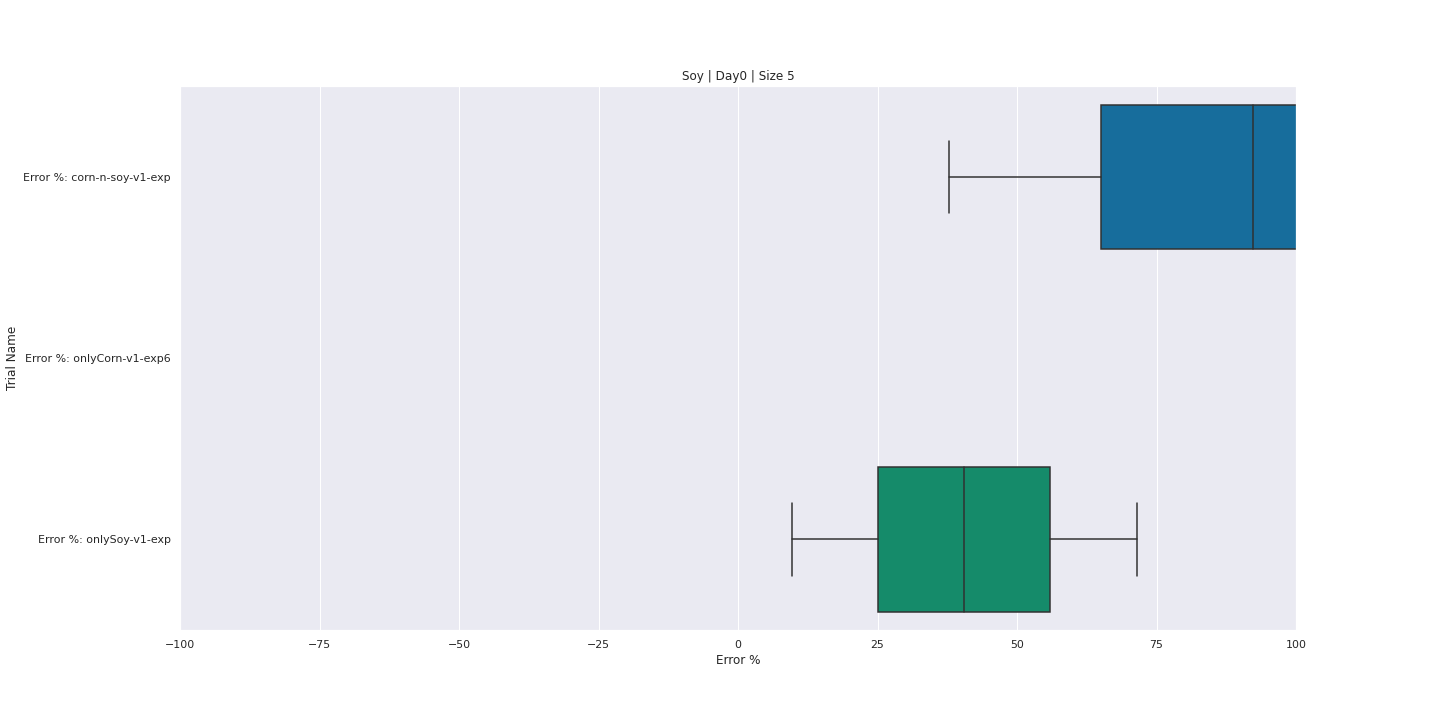 Soy | Day0 | Size 5
Error %: corn-n-soy-v1-exp
Error %: onlyCorn-v1-exp6
Error %: onlySoy-v1-exp
Trial Name
−100 −75 −50 −25 0 25 50 75 100
Error %